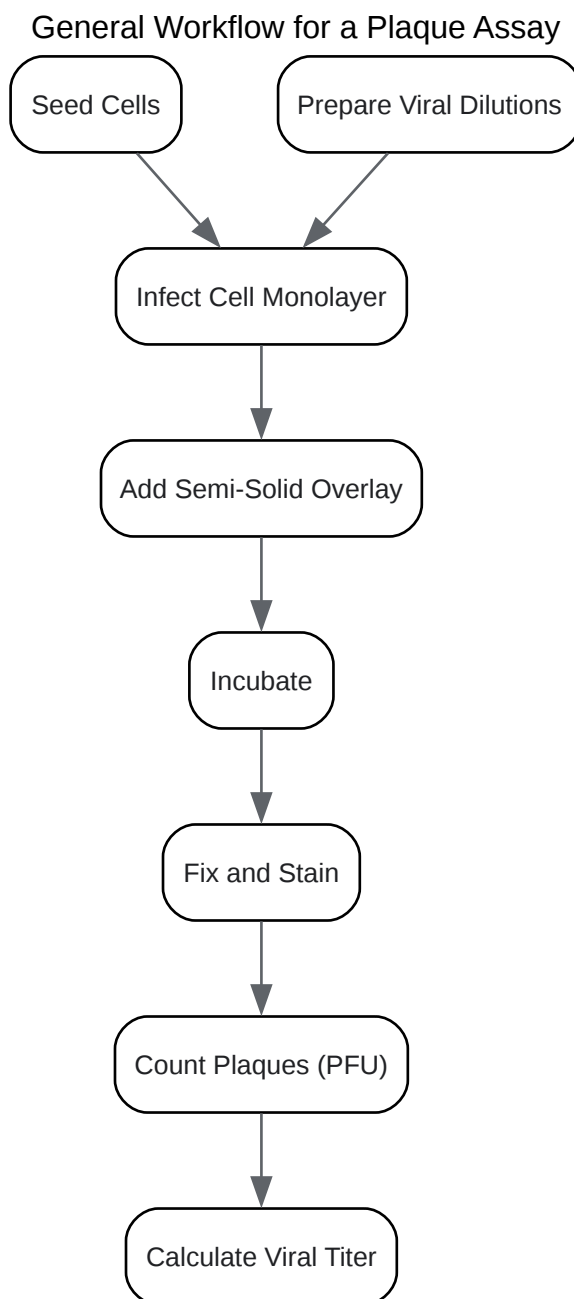 General Workflow for a Plaque Assay
Seed Cells
Prepare Viral Dilutions
Infect Cell Monolayer
Add Semi-Solid Overlay
Incubate
Fix and Stain
Count Plaques (PFU)
Calculate Viral Titer